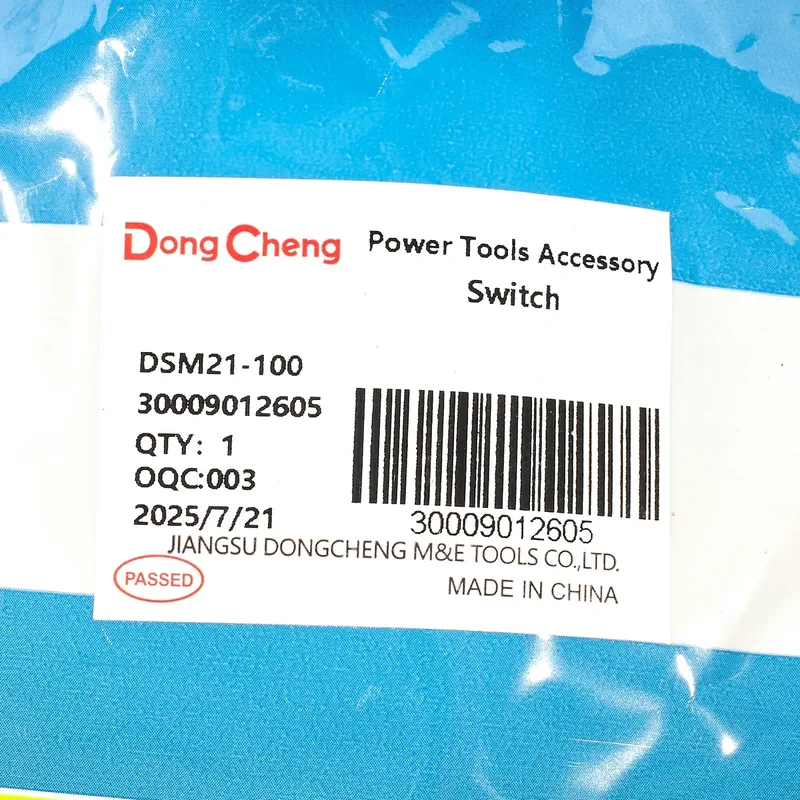 Dong Cheng
Power Tools Accessory
Switch
DSM21-100
30009012605
QTY: 1
OQC:003
2025/7/21
30009012605
JIANGSU DONGCHENG M&E TOOLS CO.,LTD.
PASSED
MADE IN CHINA